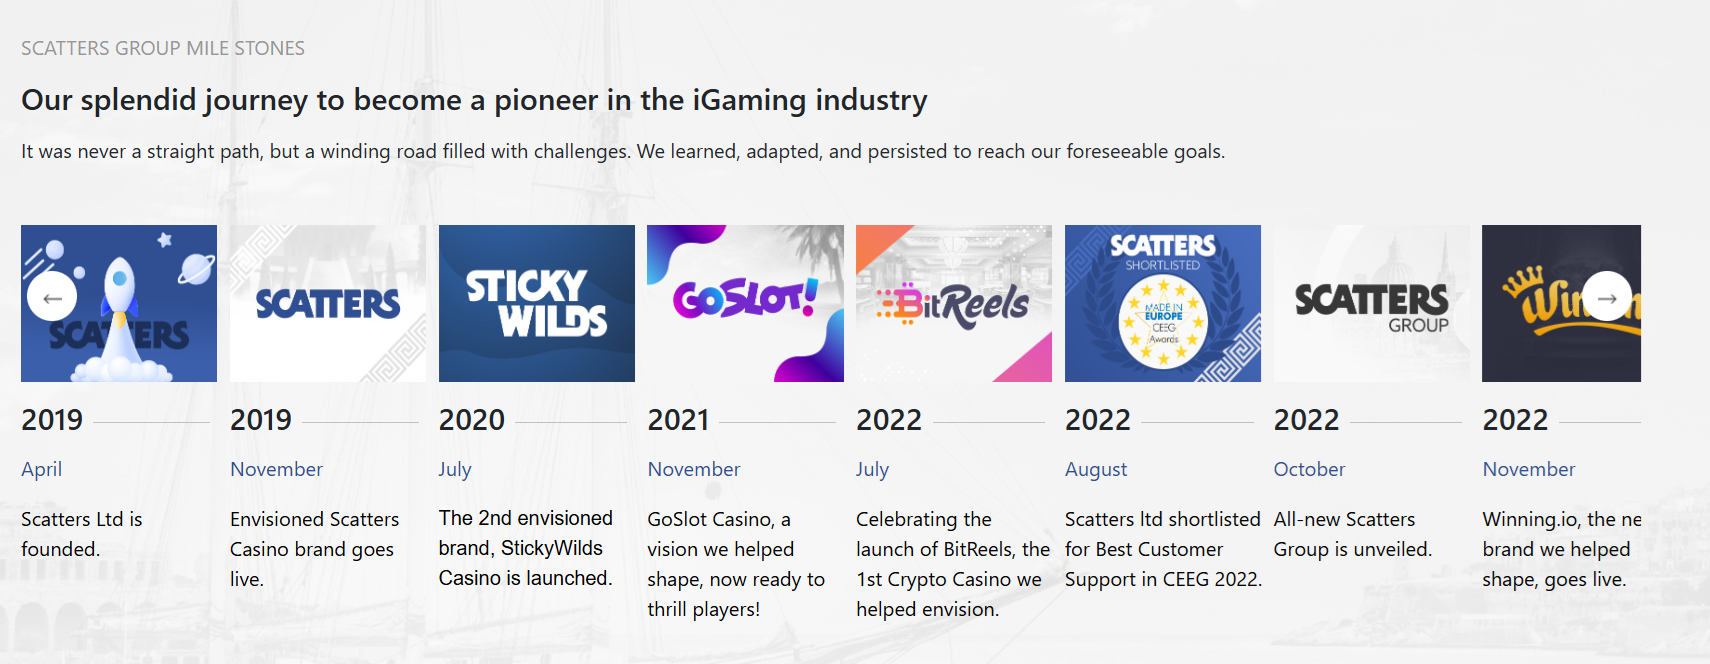 SCATTERS GROUP MILE STONES
Our splendid journey to become a pioneer in the iGaming industry
It was never a straight path, but a winding road filled with challenges. We learned, adapted, and persisted to reach our foreseeable goals.
SCATTERS
SCATTERS
STICKY
WILDS
GOSLOT!
BitReels
SCATTERS
SHORTLISTED
MADE IN
EUROPE
CEEG
Awards
SCATTERS
GROUP
2019
April
Scatters Ltd is
founded.
2019
November
Envisioned Scatters
Casino brand goes
live.
2020
July
The 2nd envisioned
brand, StickyWilds
Casino is launched.
2021
November
GoSlot Casino, a
vision we helped
shape, now ready to
thrill players!
2022
July
Celebrating the
launch of BitReels, the
1st Crypto Casino we
helped envision.
2022
August
Scatters ltd shortlisted
for Best Customer
Support in CEEG 2022.
2022
October
All-new Scatters
Group is unveiled.
2022
November
Winning.io, the ne
brand we helped
shape, goes live.